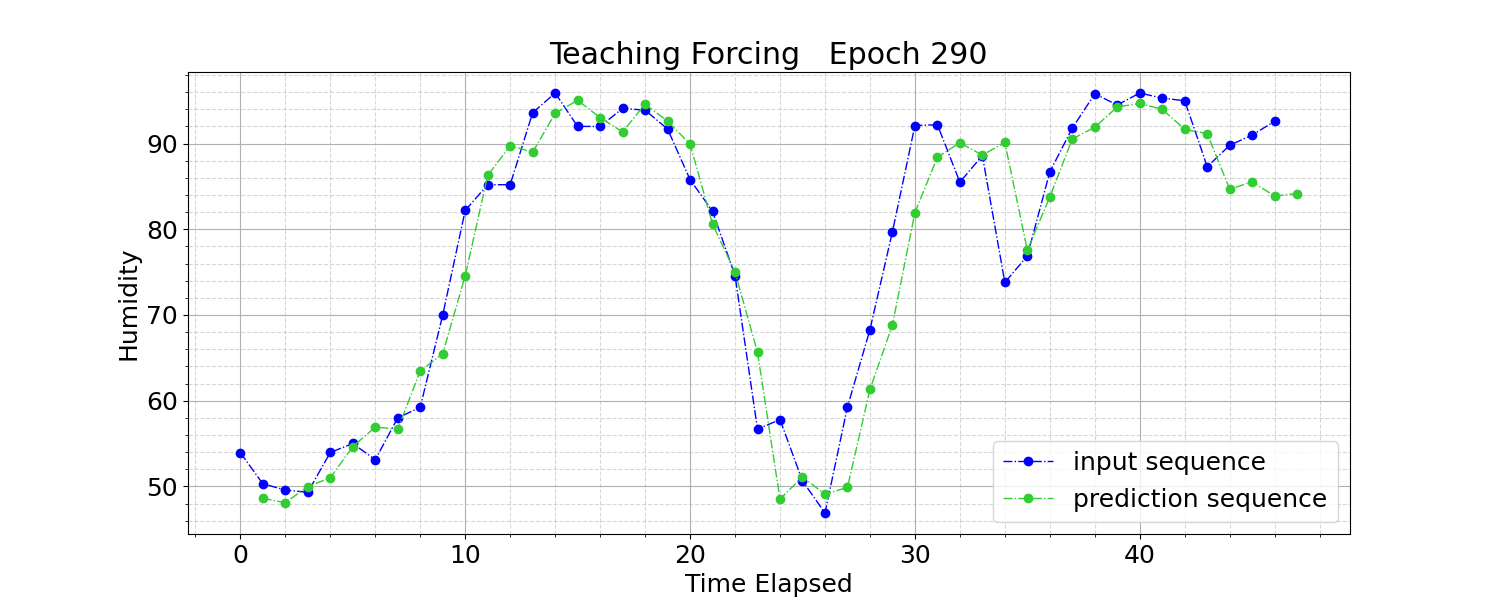 Teaching Forcing   Epoch 290
Humidity
90
80
70
60
50
0 10 20 30 40
Time Elapsed
input sequence
prediction sequence